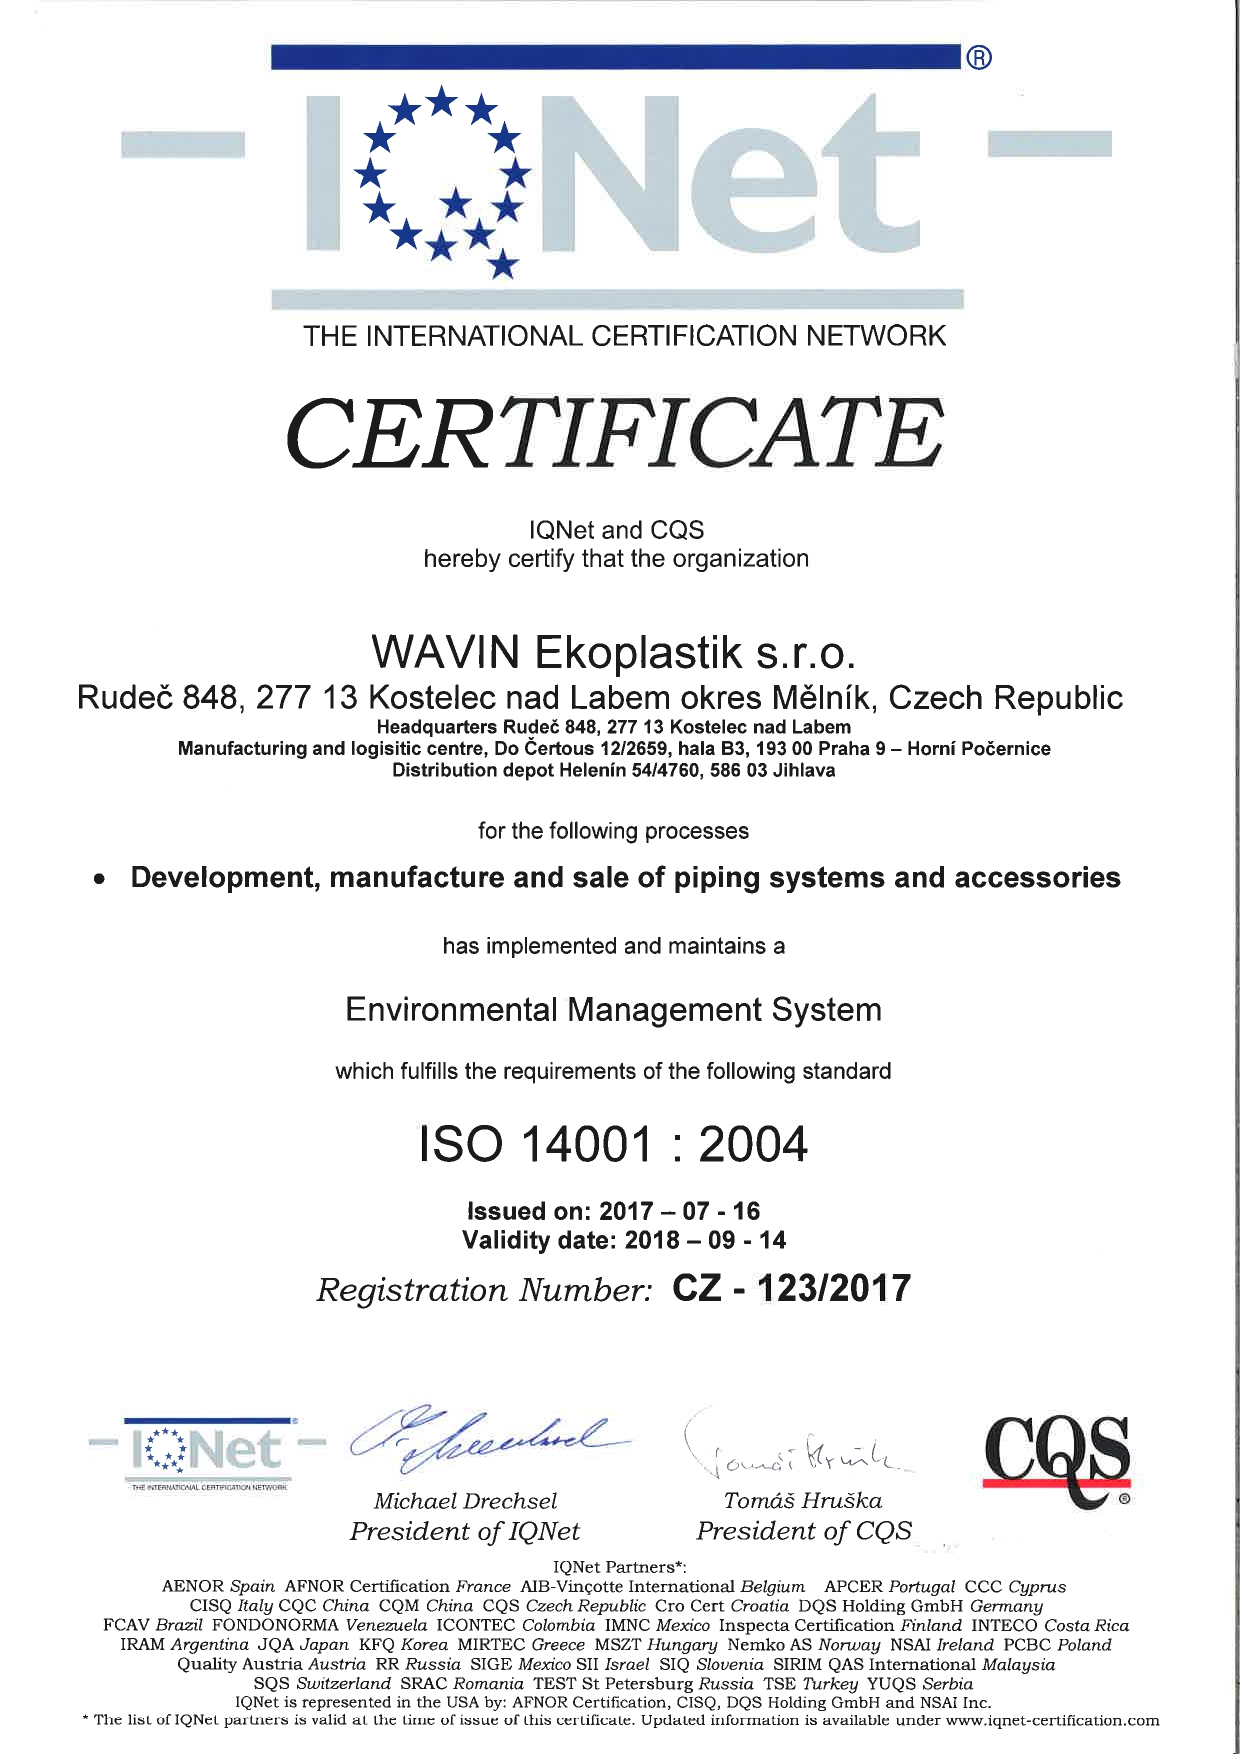 IQNet ®
THE INTERNATIONAL CERTIFICATION NETWORK
CERTIFICATE
IQNet and CQS
hereby certify that the organization
WAVIN Ekoplastik s.r.o.
Rudeč 848, 277 13 Kostelec nad Labem okres Mělník, Czech Republic
Headquarters Rudeč 848, 277 13 Kostelec nad Labem
Manufacturing and logisitic centre, Do Čertous 12/2659, hala B3, 193 00 Praha 9 – Horní Počernice
Distribution depot Helenín 54/4760, 586 03 Jihlava
for the following processes
• Development, manufacture and sale of piping systems and accessories
has implemented and maintains a
Environmental Management System
which fulfills the requirements of the following standard
ISO 14001 : 2004
Issued on: 2017 – 07 - 16
Validity date: 2018 – 09 - 14
Registration Number: CZ - 123/2017
IQNet ®
THE INTERNATIONAL CERTIFICATION NETWORK
Tomáš Hruška
CQS ®
Michael Drechsel
President of IQNet
Tomáš Hruška
President of CQS
IQNet Partners*:
AENOR Spain AFNOR Certification France AIB-Vinçotte International Belgium APCER Portugal CCC Cyprus
CISQ Italy CQC China CQM China CQS Czech Republic Cro Cert Croatia DQS Holding GmbH Germany
FCAV Brazil FONDONORMA Venezuela ICONTEC Colombia IMNC Mexico Inspecta Certification Finland INTECO Costa Rica
IRAM Argentina JQA Japan KFQ Korea MIRTEC Greece MSZT Hungary Nemko AS Norway NSAI Ireland PCBC Poland
Quality Austria Austria RR Russia SIGE Mexico SII Israel SIQ Slovenia SIRIM QAS International Malaysia
SQS Switzerland SRAC Romania TEST St Petersburg Russia TSE Turkey YUQS Serbia
IQNet is represented in the USA by: AFNOR Certification, CISQ, DQS Holding GmbH and NSAI Inc.
* The list of IQNet partners is valid at the time of issue of this certificate. Updated information is available under www.iqnet-certification.com